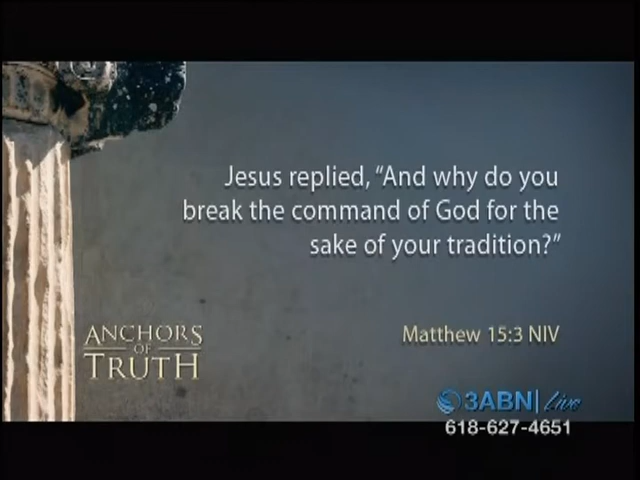 Jesus replied, “And why do you
break the command of God for the
sake of your tradition?”
Matthew 15:3 NIV
ANCHORS
OF
TRUTH
3ABN Live
618-627-4651